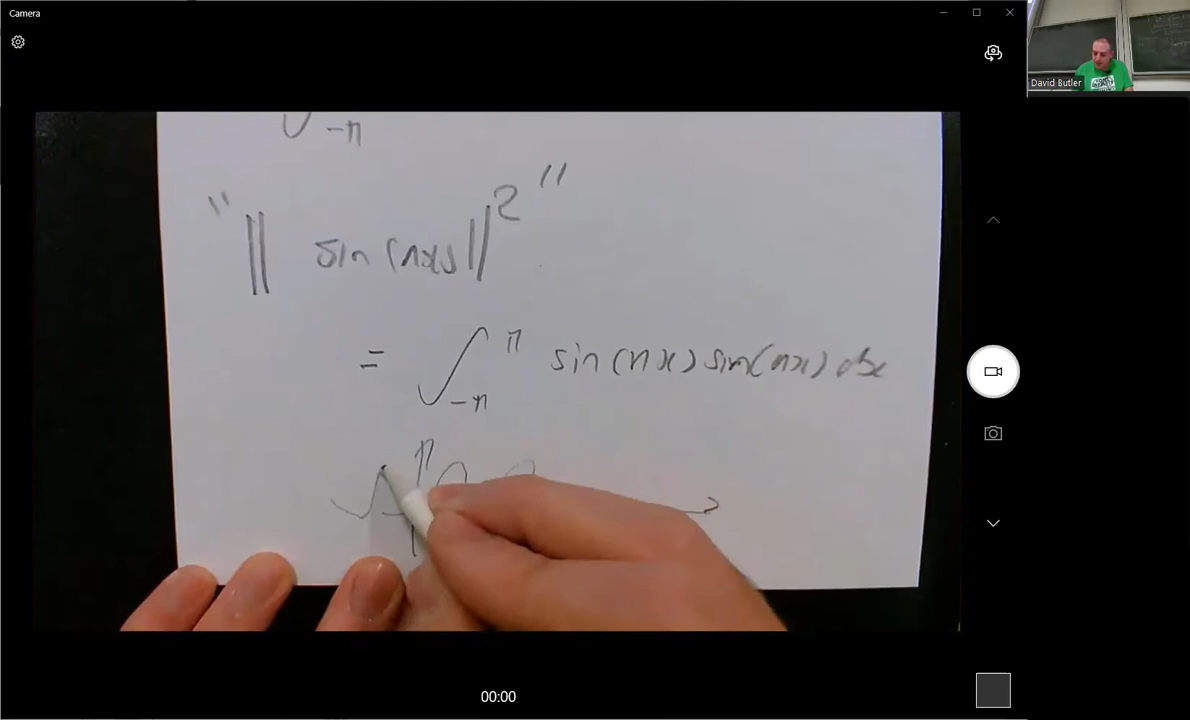 Camera
David Butler
-π
" || sin(nx) ||² "
= ∫_{-π}^{π} sin(nx) sin(nx) dx
00:00